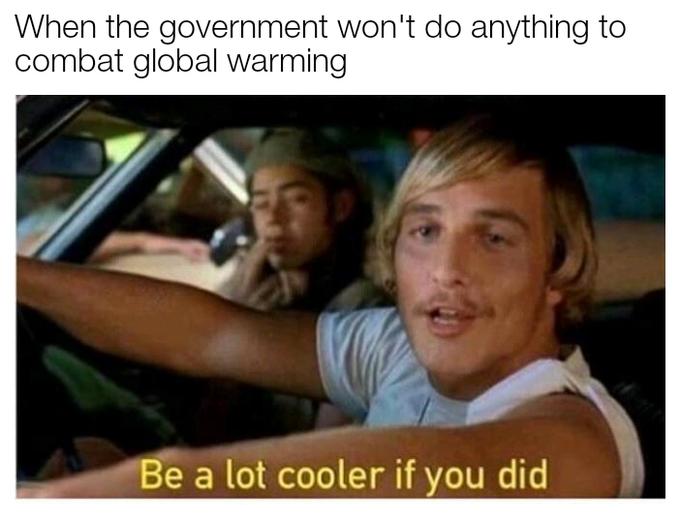 When the government won't do anything to
combat global warming
Be a lot cooler if you did